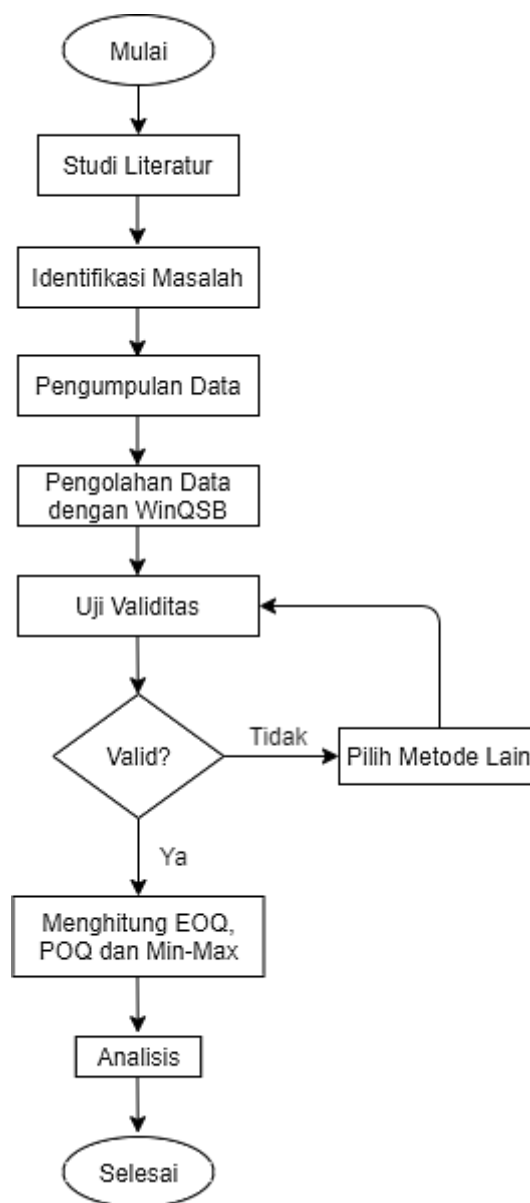 Mulai
Studi Literatur
Identifikasi Masalah
Pengumpulan Data
Pengolahan Data
dengan WinQSB
Uji Validitas
Valid?
Tidak
Pilih Metode Lain
Ya
Menghitung EOQ,
POQ dan Min-Max
Analisis
Selesai